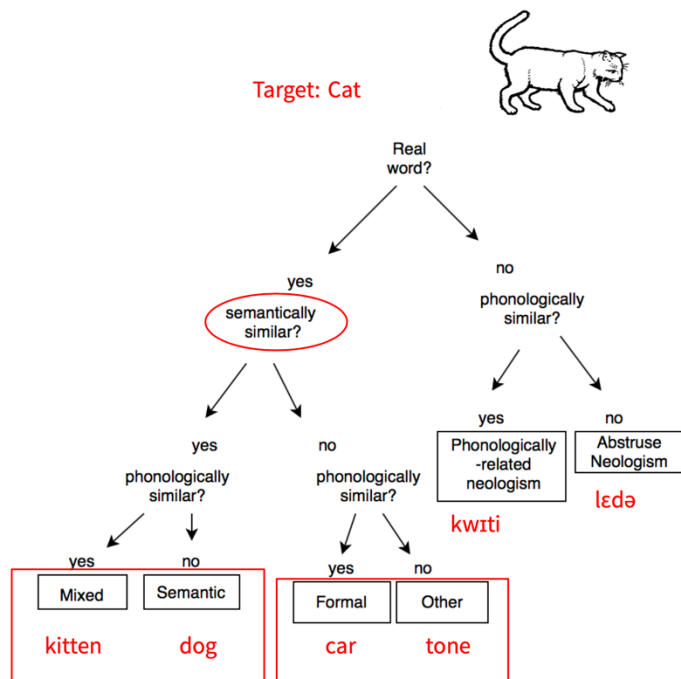 Target: Cat
Real
word?
yes
no
semantically
similar?
phonologically
similar?
yes
no
yes
no
Phonologically
-related
neologism
Abstruse
Neologism
phonologically
similar?
phonologically
similar?
kwɪti
lɛdə
yes
no
yes
no
Mixed
Semantic
Formal
Other
kitten
dog
car
tone